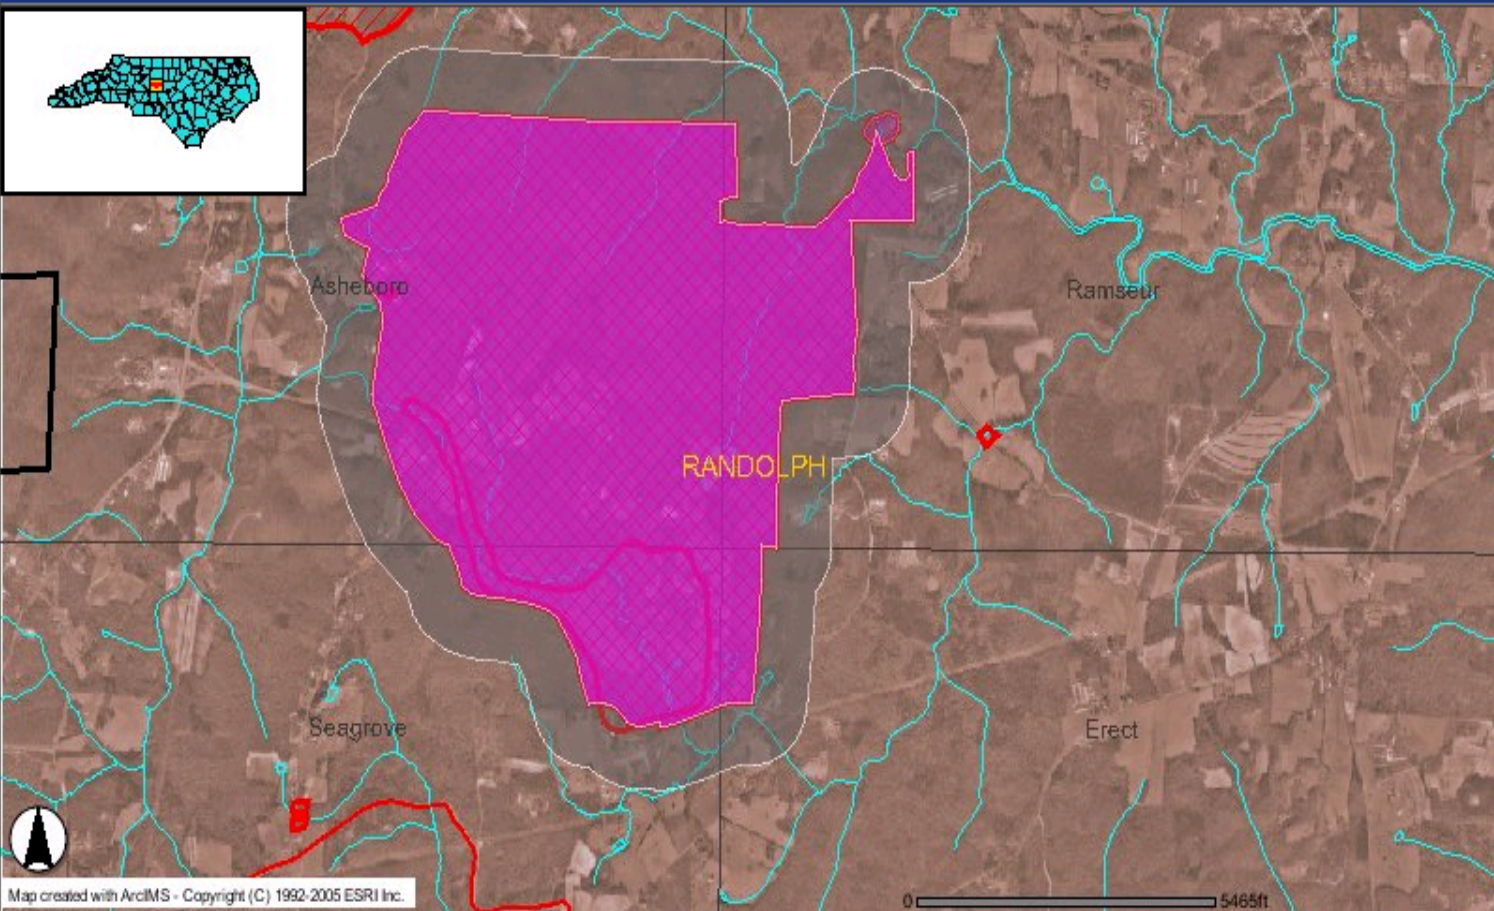 Asheboro
Ramseur
RANDOLPH
Seagrove
Erect
Map created with ArcIMS - Copyright (C) 1992-2005 ESRI Inc.
0 5465ft